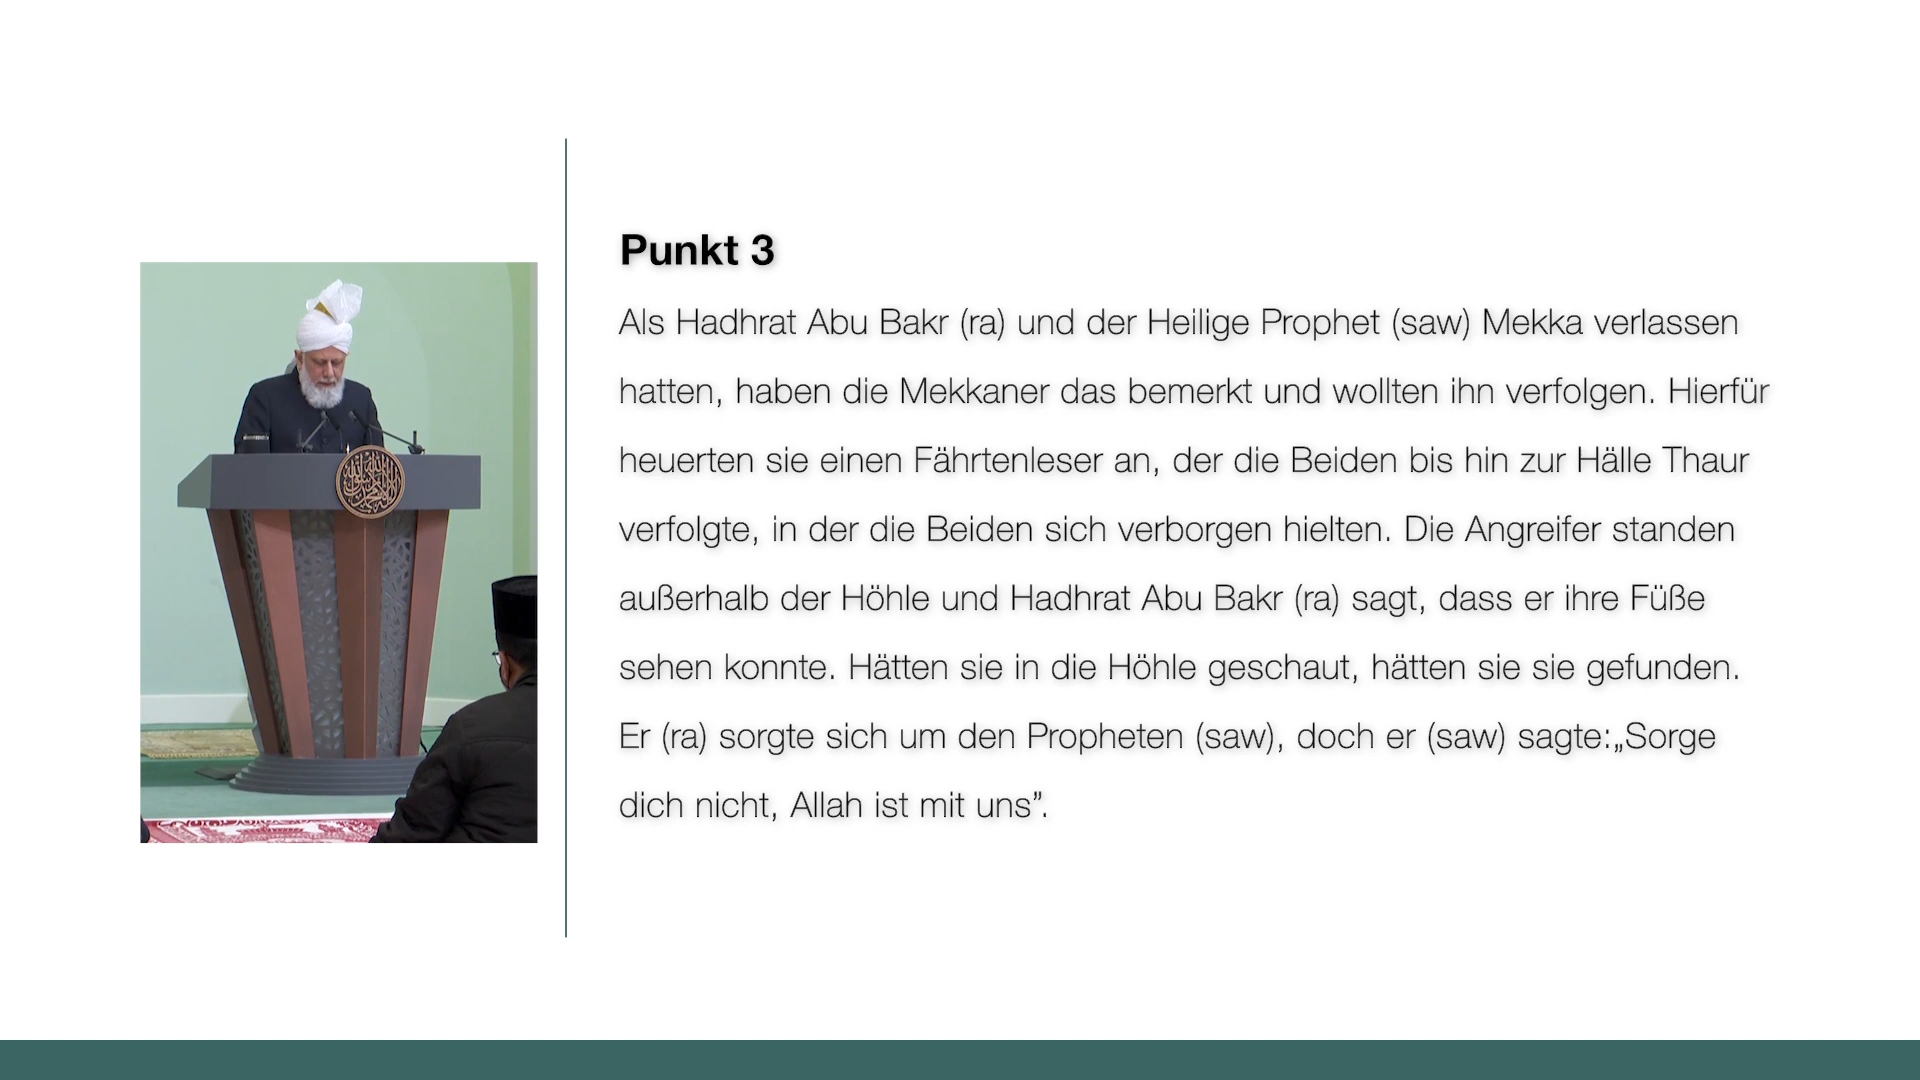 Punkt 3
Als Hadhrat Abu Bakr (ra) und der Heilige Prophet (saw) Mekka verlassen
hatten, haben die Mekkaner das bemerkt und wollten ihn verfolgen. Hierfür
heuerten sie einen Fährtenleser an, der die Beiden bis hin zur Hälle Thaur
verfolgte, in der die Beiden sich verborgen hielten. Die Angreifer standen
außerhalb der Höhle und Hadhrat Abu Bakr (ra) sagt, dass er ihre Füße
sehen konnte. Hätten sie in die Höhle geschaut, hätten sie sie gefunden.
Er (ra) sorgte sich um den Propheten (saw), doch er (saw) sagte:„Sorge
dich nicht, Allah ist mit uns”.